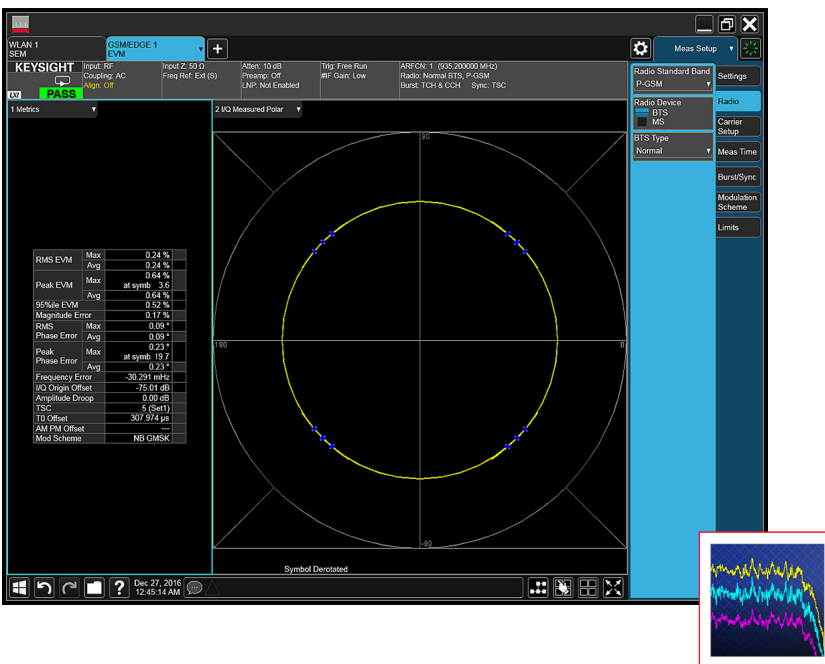 WLAN 1
SEM
GSM/EDGE 1
EVM
+
Meas Setup
KEYSIGHT
LXI
PASS
Input: RF
Coupling: AC
Align: Off
Input Z: 50 Ω
Freq Ref: Ext (S)
Atten: 10 dB
Preamp: Off
LNP: Not Enabled
Trig: Free Run
#IF Gain: Low
ARFCN: 1 (935.200000 MHz)
Radio: Normal BTS, P-GSM
Burst: TCH & CCH Sync: TSC
Radio Standard Band
P-GSM
Radio Device
BTS
MS
BTS Type
Normal
Settings
Radio
Carrier
Setup
Meas Time
Burst/Sync
Modulation
Scheme
Limits
1 Metrics
2 I/Q Measured Polar
RMS EVM Max 0.24 %
Avg 0.24 %
Peak EVM Max 0.64 %
at symb 3.6
Avg 0.64 %
95%ile EVM 0.52 %
Magnitude Error 0.17 %
RMS Phase Error Max 0.09 °
Avg 0.09 °
Peak Phase Error Max 0.23 °
at symb 19.7
Avg 0.23 °
Frequency Error -30.291 mHz
I/Q Origin Offset -75.01 dB
Amplitude Droop 0.00 dB
TSC 5 (Set1)
T0 Offset 307.974 µs
AM PM Offset ---
Mod Scheme NB GMSK
90
180
0
-90
Symbol Derotated
?
Dec 27, 2016
12:45:14 AM